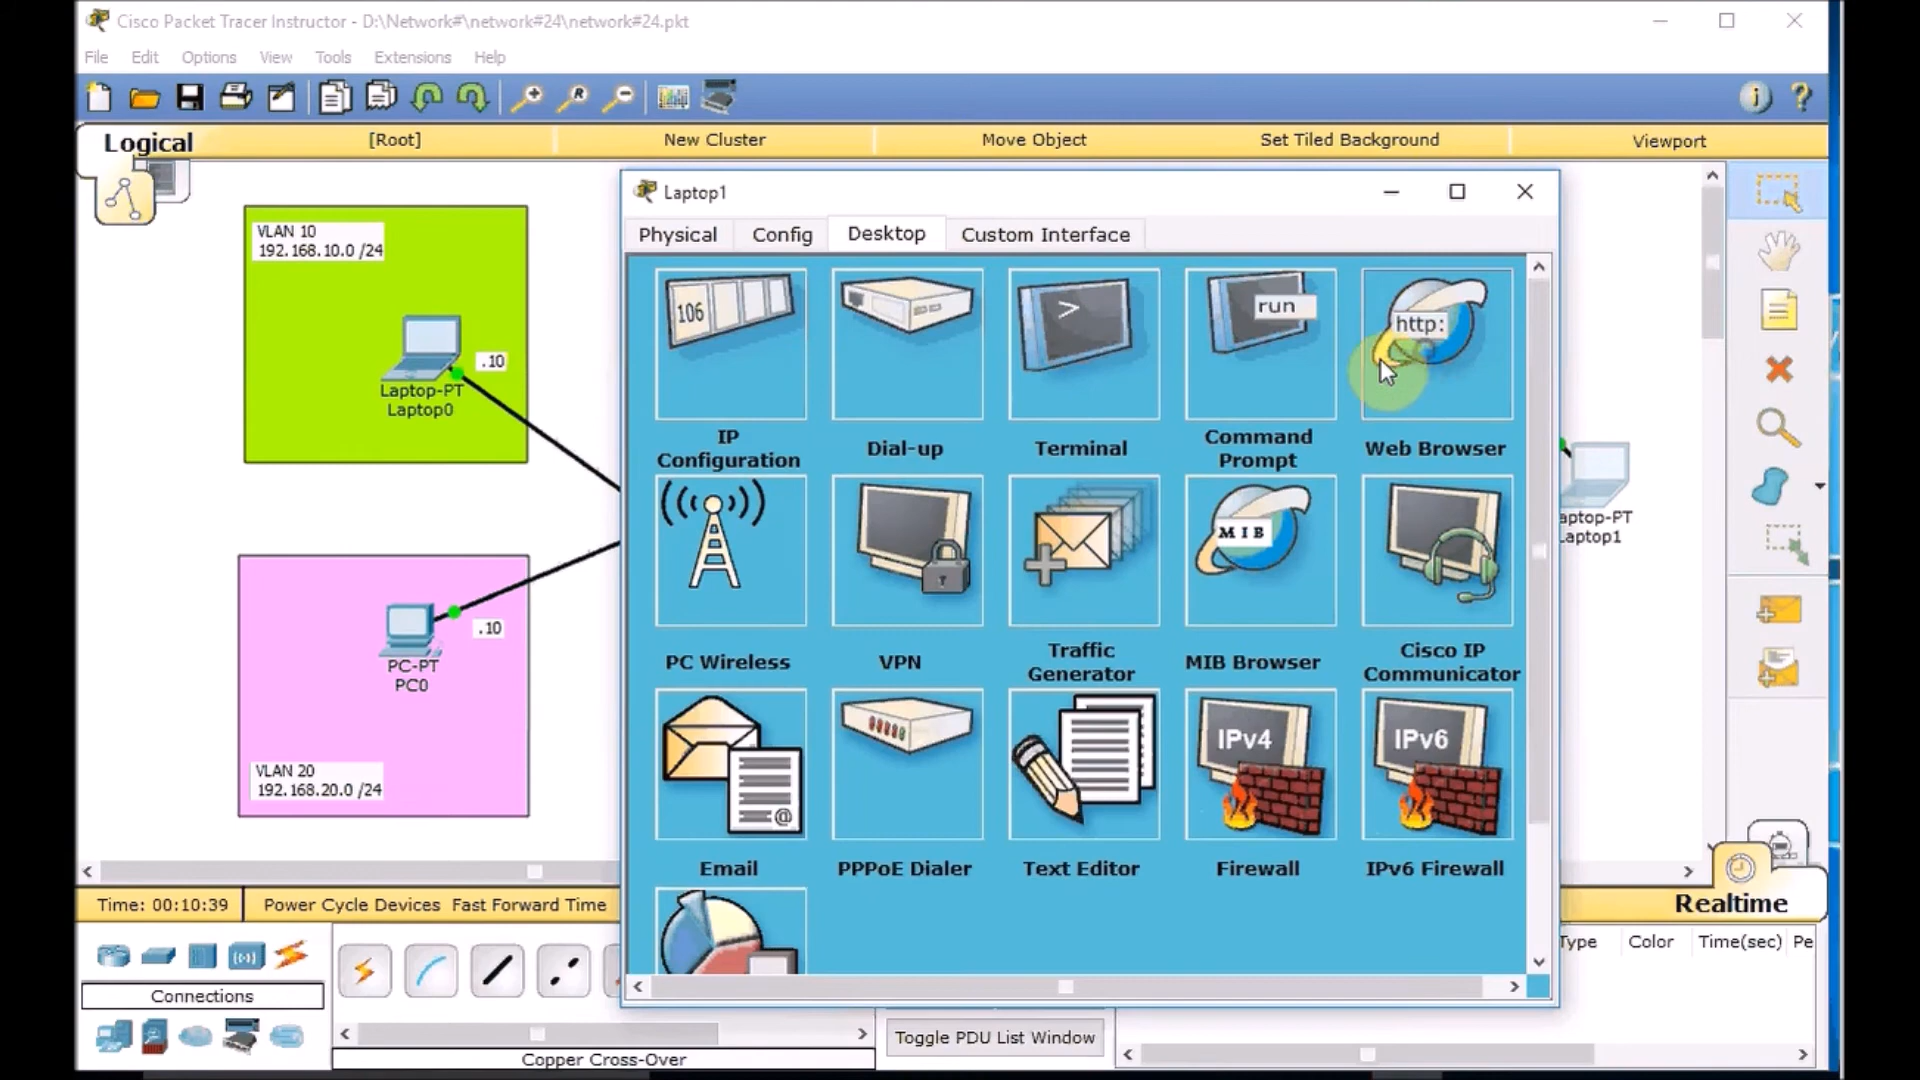 Cisco Packet Tracer Instructor - D:\Network#\network#24\network#24.pkt
File Edit Options View Tools Extensions Help
Logical [Root] New Cluster Move Object Set Tiled Background Viewport
VLAN 10
192.168.10.0 /24
.10
Laptop-PT
Laptop0
.10
PC-PT
PC0
VLAN 20
192.168.20.0 /24
Laptop1
Physical Config Desktop Custom Interface
106
>
run
http:
IP
Configuration
Dial-up
Terminal
Command
Prompt
Web Browser
MIB
PC Wireless
VPN
Traffic
Generator
MIB Browser
Cisco IP
Communicator
@
IPv4
IPv6
Email
PPPoE Dialer
Text Editor
Firewall
IPv6 Firewall
aptop-PT
aptop1
Time: 00:10:39 Power Cycle Devices Fast Forward Time
Realtime
Type Color Time(sec) Pe
Connections
Copper Cross-Over
Toggle PDU List Window